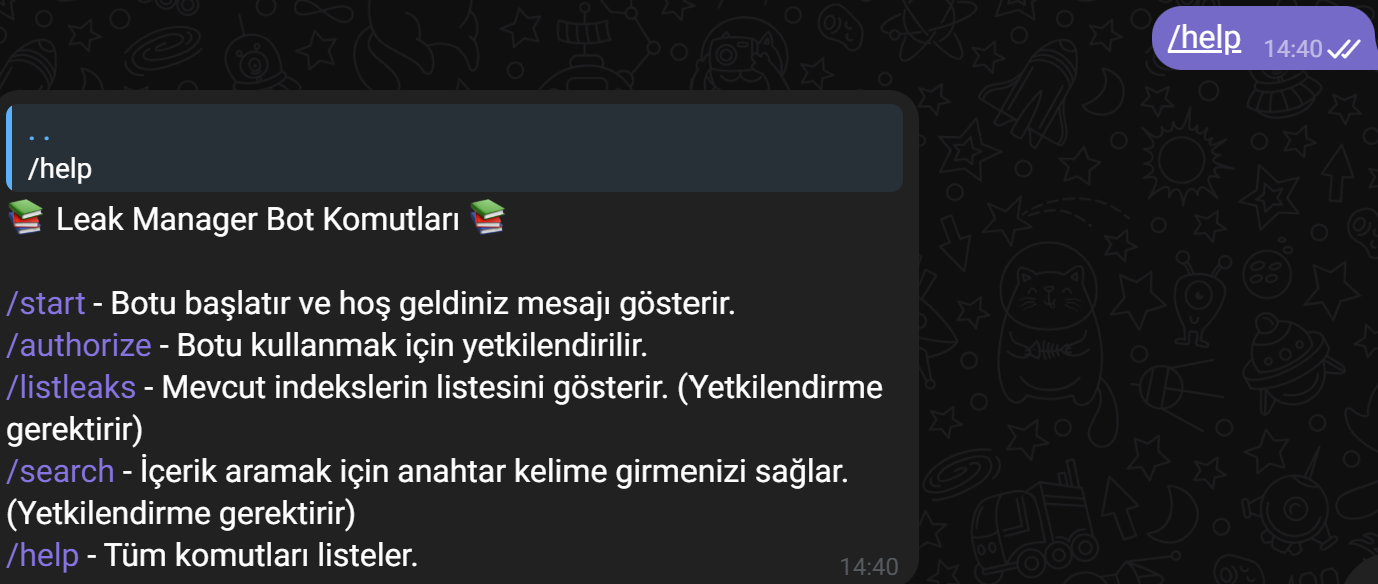 /help 14:40
. .
/help
📚 Leak Manager Bot Komutları 📚
/start - Botu başlatır ve hoş geldiniz mesajı gösterir.
/authorize - Botu kullanmak için yetkilendirilir.
/listleaks - Mevcut indekslerin listesini gösterir. (Yetkilendirme
gerektirir)
/search - İçerik aramak için anahtar kelime girmenizi sağlar.
(Yetkilendirme gerektirir)
/help - Tüm komutları listeler.
14:40